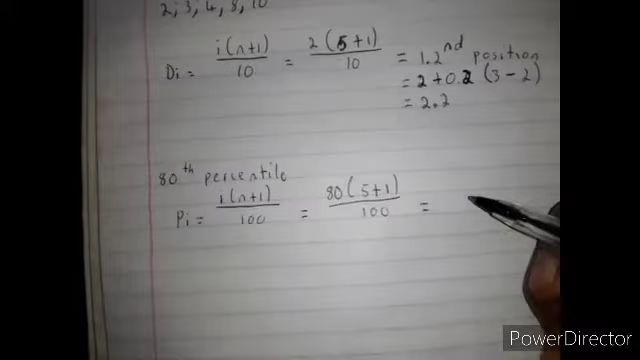 2; 3; 4, 8, 10
Di = i(n+1)/10 = 2(5+1)/10 = 1.2nd position
= 2 + 0.2 (3 - 2)
= 2.2
80th percentile
Pi = i(n+1)/100 = 80(5+1)/100 =
PowerDirector